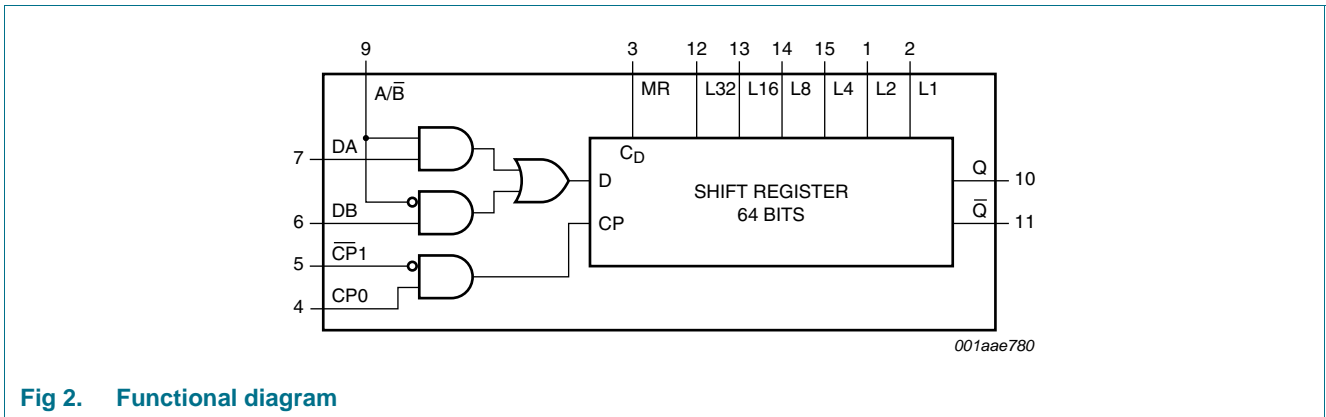 9 3 12 13 14 15 1 2
A/B̅ MR L32 L16 L8 L4 L2 L1
7 DA
C_D
D
SHIFT REGISTER
64 BITS
Q 10
6 DB
CP
Q̅ 11
5 C̅P̅1
4 CP0
001aae780
Fig 2. Functional diagram